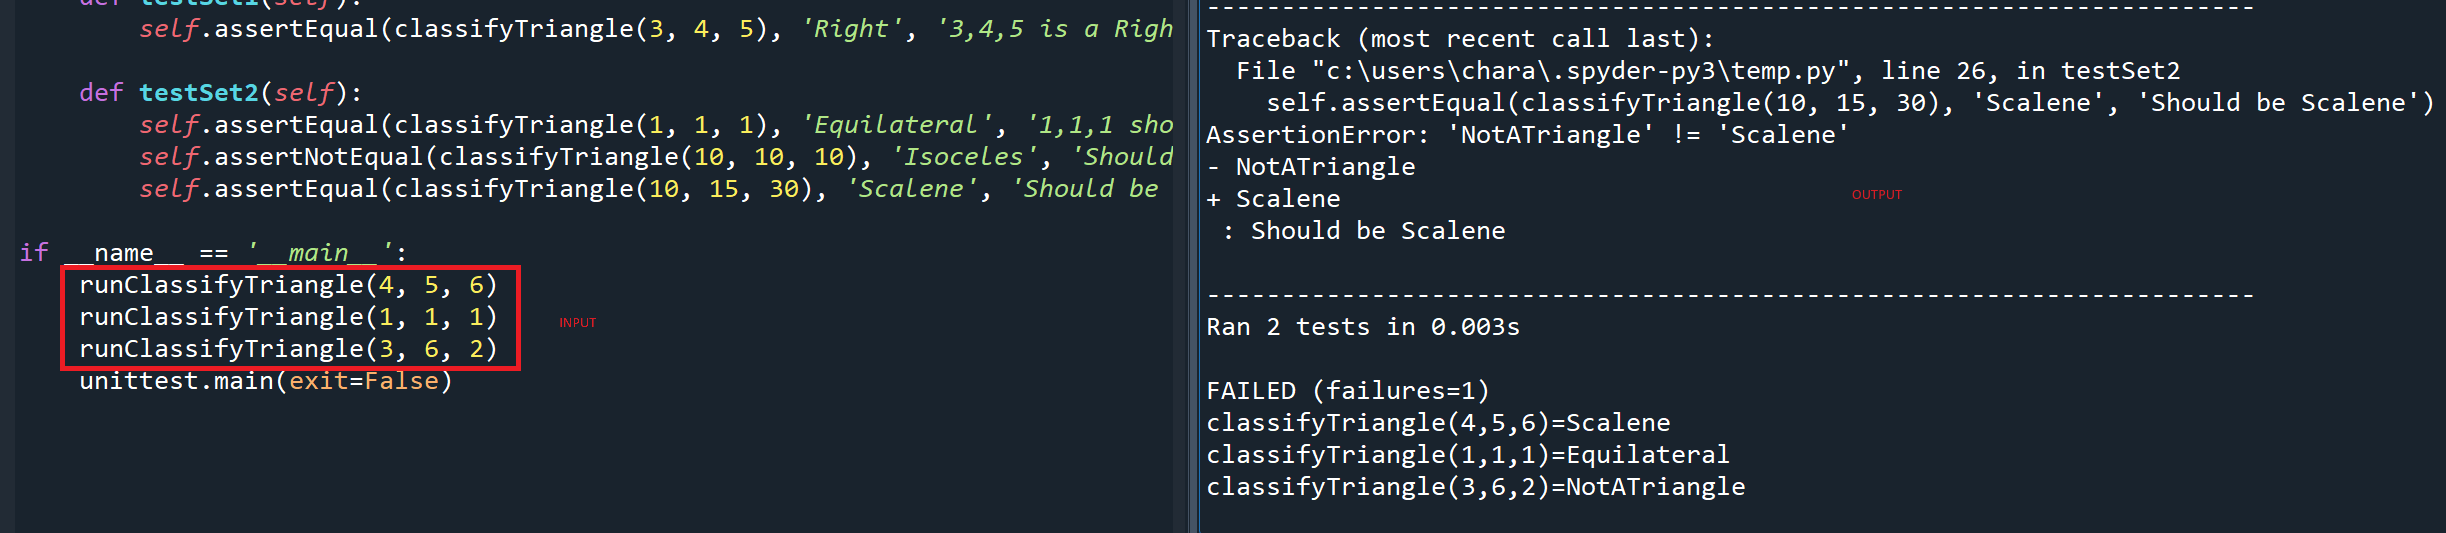 def testSet1(self):
self.assertEqual(classifyTriangle(3, 4, 5), 'Right', '3,4,5 is a Righ
def testSet2(self):
self.assertEqual(classifyTriangle(1, 1, 1), 'Equilateral', '1,1,1 sho
self.assertNotEqual(classifyTriangle(10, 10, 10), 'Isoceles', 'Should
self.assertEqual(classifyTriangle(10, 15, 30), 'Scalene', 'Should be
if __name__ == '__main__':
runClassifyTriangle(4, 5, 6)
runClassifyTriangle(1, 1, 1)
runClassifyTriangle(3, 6, 2)
unittest.main(exit=False)
INPUT
----------------------------------------------------------------------
Traceback (most recent call last):
File "c:\users\chara\.spyder-py3\temp.py", line 26, in testSet2
self.assertEqual(classifyTriangle(10, 15, 30), 'Scalene', 'Should be Scalene')
AssertionError: 'NotATriangle' != 'Scalene'
- NotATriangle
+ Scalene
: Should be Scalene
OUTPUT
----------------------------------------------------------------------
Ran 2 tests in 0.003s
FAILED (failures=1)
classifyTriangle(4,5,6)=Scalene
classifyTriangle(1,1,1)=Equilateral
classifyTriangle(3,6,2)=NotATriangle